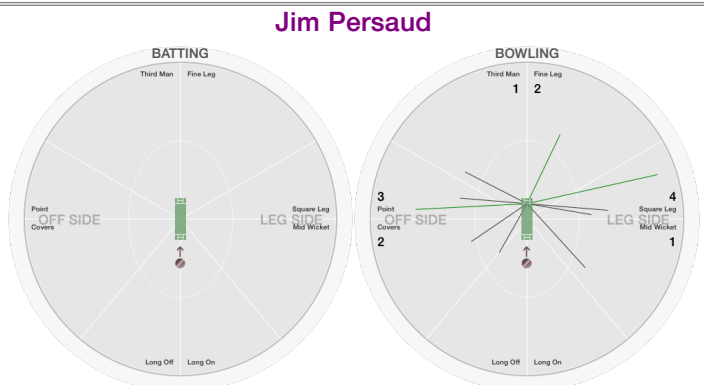 Jim Persaud
BATTING
Third Man Fine Leg
Point
OFF SIDE
Covers
Square Leg
LEG SIDE
Mid Wicket
Long Off Long On
BOWLING
Third Man Fine Leg
1 2
3
Point
OFF SIDE
Covers
2
4
Square Leg
LEG SIDE
Mid Wicket
1
Long Off Long On